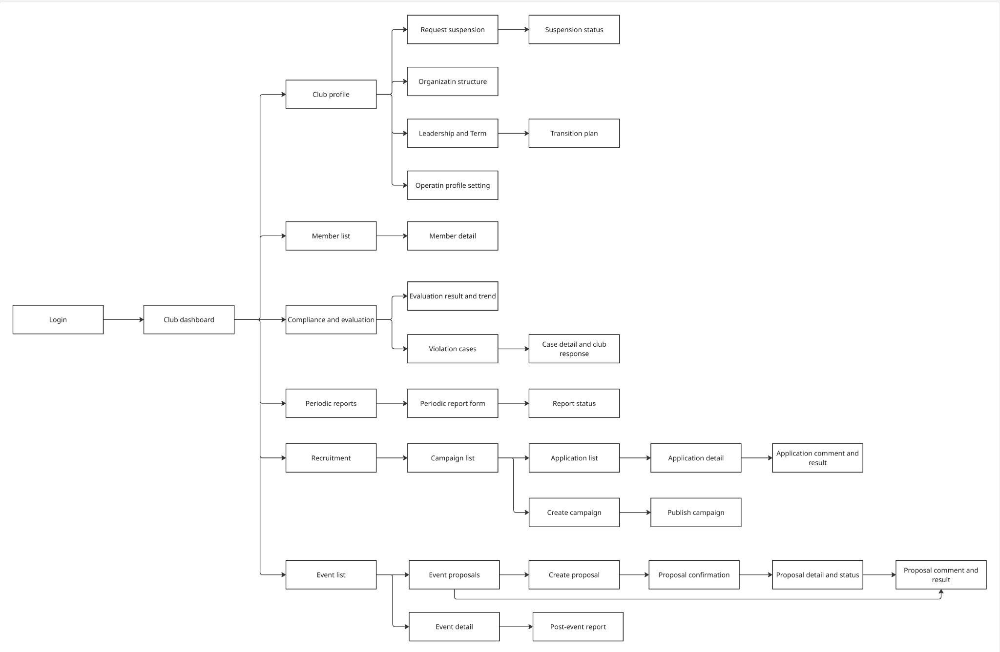 Request suspension
Suspension status
Organizatin structure
Club profile
Leadership and Term
Transition plan
Operatin profile setting
Member list
Member detail
Evaluation result and trend
Login
Club dashboard
Compliance and evaluation
Violation cases
Case detail and club
response
Periodic reports
Periodic report form
Report status
Recruitment
Campaign list
Application list
Application detail
Application comment and
result
Create campaign
Publish campaign
Event list
Event proposals
Create proposal
Proposal confirmation
Proposal detail and status
Proposal comment and
result
Event detail
Post-event report